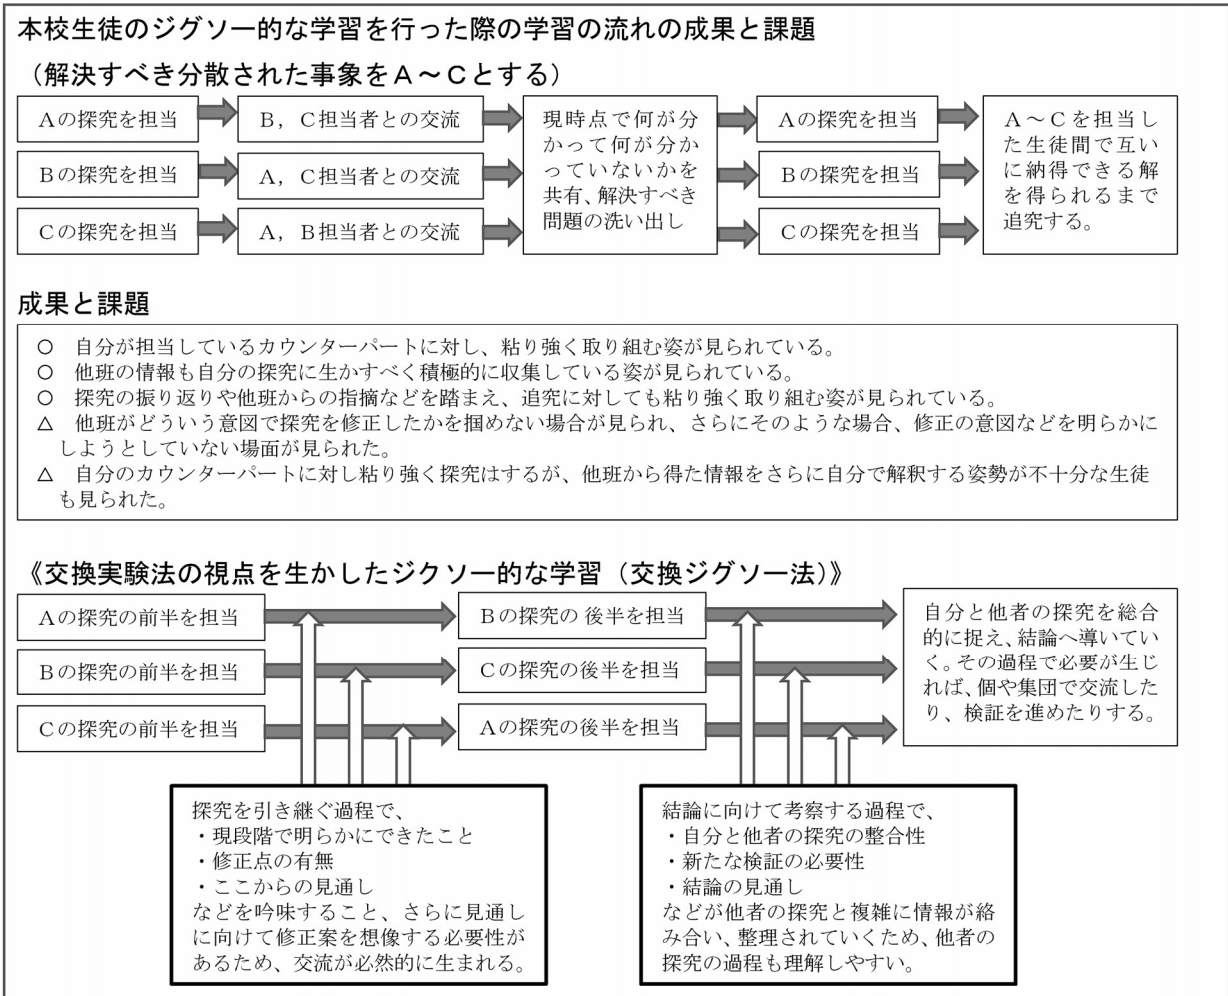 本校生徒のジグソー的な学習を行った際の学習の流れの成果と課題
（解決すべき分散された事象をＡ～Ｃとする）
Ａの探究を担当
Ｂ，Ｃ担当者との交流
Ｂの探究を担当
Ａ，Ｃ担当者との交流
Ｃの探究を担当
Ａ，Ｂ担当者との交流
現時点で何が分
かって何が分か
っていないかを
共有、解決すべき
問題の洗い出し
Ａの探究を担当
Ｂの探究を担当
Ｃの探究を担当
Ａ～Ｃを担当し
た生徒間で互い
に納得できる解
を得られるまで
追究する。
成果と課題
○　自分が担当しているカウンターパートに対し、粘り強く取り組む姿が見られている。
○　他班の情報も自分の探究に生かすべく積極的に収集している姿が見られている。
○　探究の振り返りや他班からの指摘などを踏まえ、追究に対しても粘り強く取り組む姿が見られている。
△　他班がどういう意図で探究を修正したかを掴めない場合が見られ、さらにそのような場合、修正の意図などを明らかに
しようとしていない場面が見られた。
△　自分のカウンターパートに対し粘り強く探究はするが、他班から得た情報をさらに自分で解釈する姿勢が不十分な生徒
も見られた。
《交換実験法の視点を生かしたジクソー的な学習（交換ジグソー法）》
Ａの探究の前半を担当
Ｂの探究の 後半を担当
Ｂの探究の前半を担当
Ｃの探究の後半を担当
Ｃの探究の前半を担当
Ａの探究の後半を担当
自分と他者の探究を総合
的に捉え、結論へ導いてい
く。その過程で必要が生じ
れば、個や集団で交流した
り、検証を進めたりする。
探究を引き継ぐ過程で、
・現段階で明らかにできたこと
・修正点の有無
・ここからの見通し
などを吟味すること、さらに見通し
に向けて修正案を想像する必要性が
あるため、交流が必然的に生まれる。
結論に向けて考察する過程で、
・自分と他者の探究の整合性
・新たな検証の必要性
・結論の見通し
などが他者の探究と複雑に情報が絡
み合い、整理されていくため、他者の
探究の過程も理解しやすい。